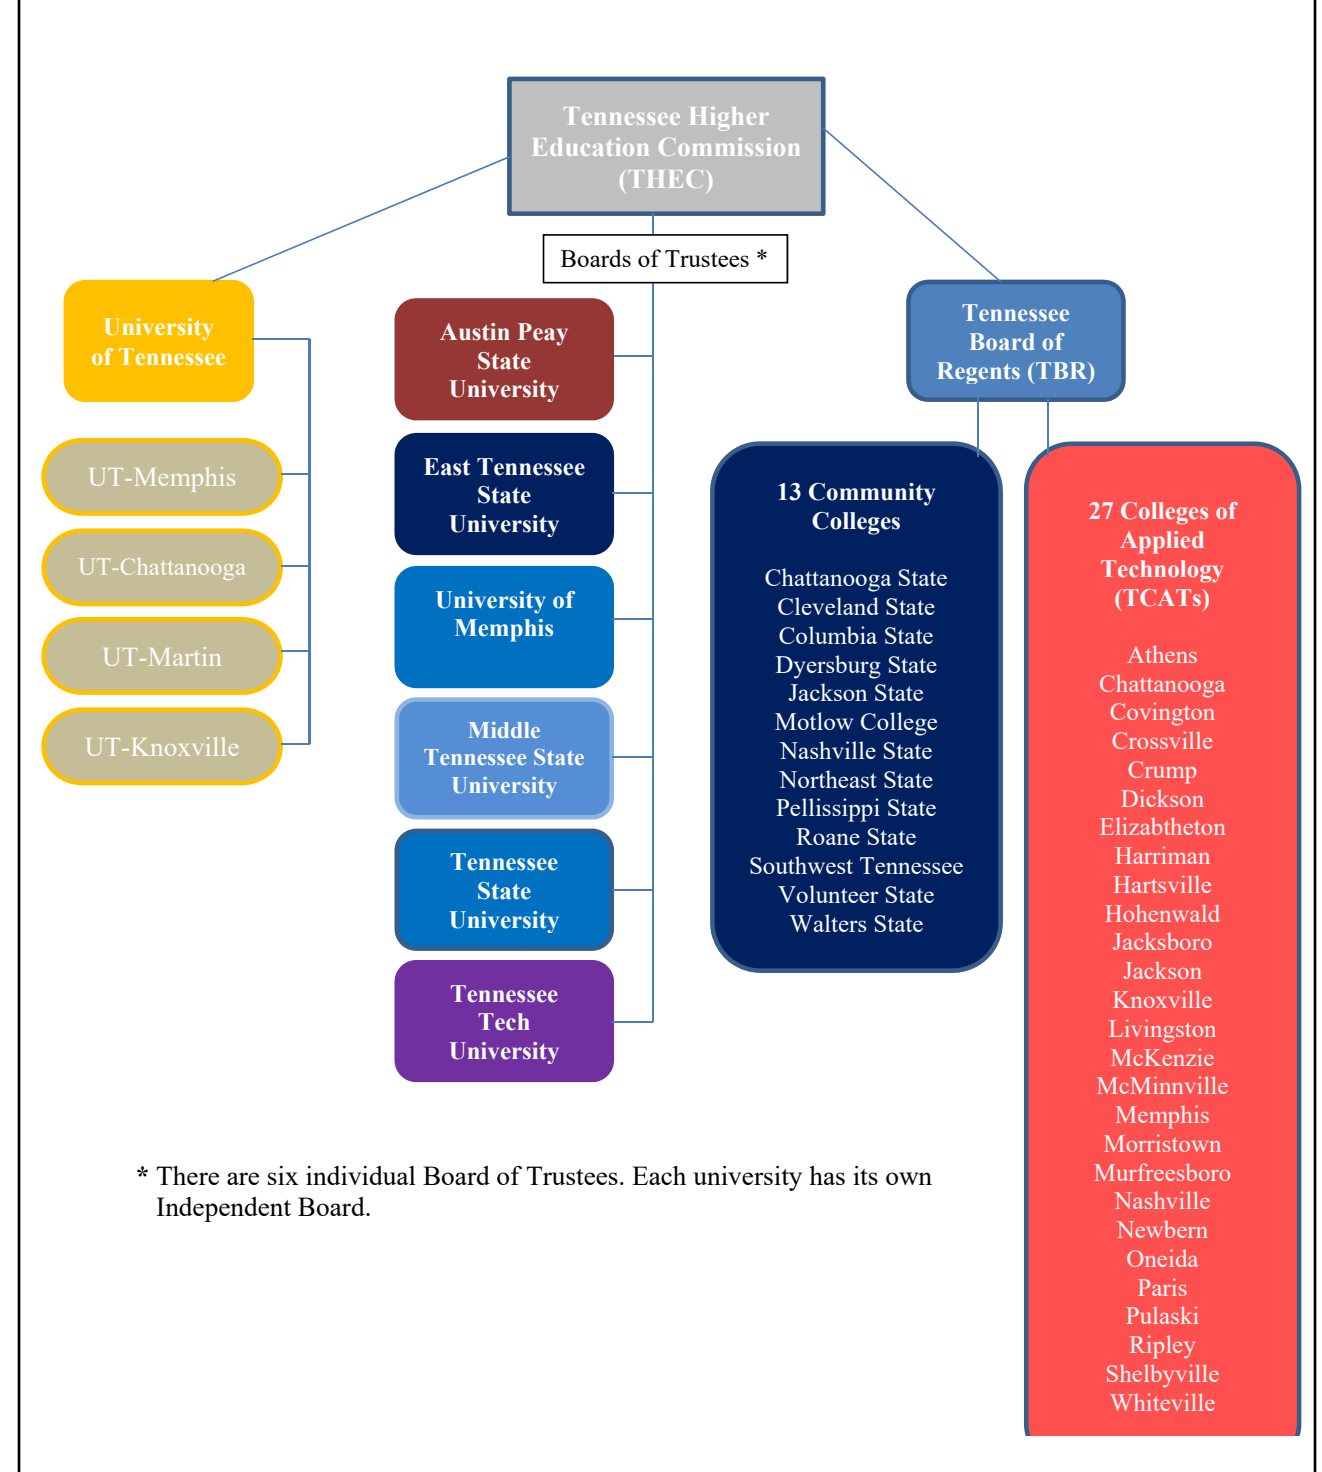 Tennessee Higher
Education Commission
(THEC)
Boards of Trustees *
University
of Tennessee
UT-Memphis
UT-Chattanooga
UT-Martin
UT-Knoxville
Austin Peay
State
University
East Tennessee
State
University
University of
Memphis
Middle
Tennessee State
University
Tennessee
State
University
Tennessee
Tech
University
Tennessee
Board of
Regents (TBR)
13 Community
Colleges
Chattanooga State
Cleveland State
Columbia State
Dyersburg State
Jackson State
Motlow College
Nashville State
Northeast State
Pellissippi State
Roane State
Southwest Tennessee
Volunteer State
Walters State
27 Colleges of
Applied
Technology
(TCATs)
Athens
Chattanooga
Covington
Crossville
Crump
Dickson
Elizabtheton
Harriman
Hartsville
Hohenwald
Jacksboro
Jackson
Knoxville
Livingston
McKenzie
McMinnville
Memphis
Morristown
Murfreesboro
Nashville
Newbern
Oneida
Paris
Pulaski
Ripley
Shelbyville
Whiteville
* There are six individual Board of Trustees. Each university has its own
Independent Board.